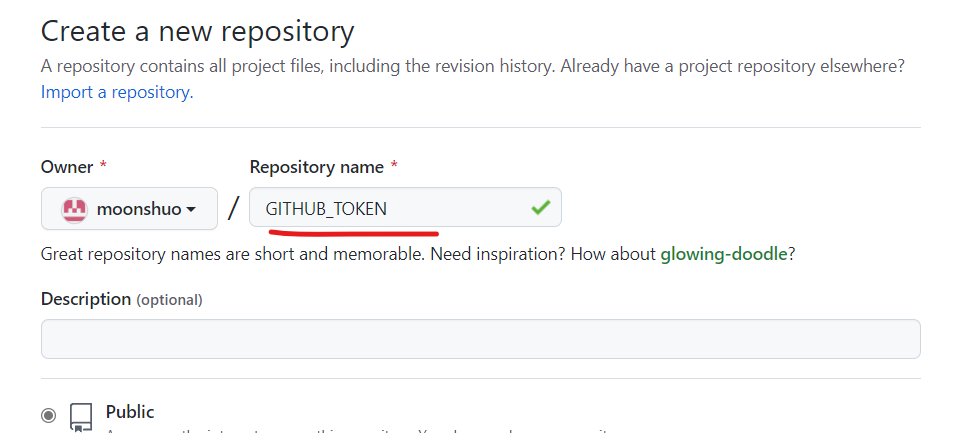 Create a new repository
A repository contains all project files, including the revision history. Already have a project repository elsewhere?
Import a repository.
Owner * Repository name *
moonshuo / GITHUB_TOKEN
Great repository names are short and memorable. Need inspiration? How about glowing-doodle?
Description (optional)
Public